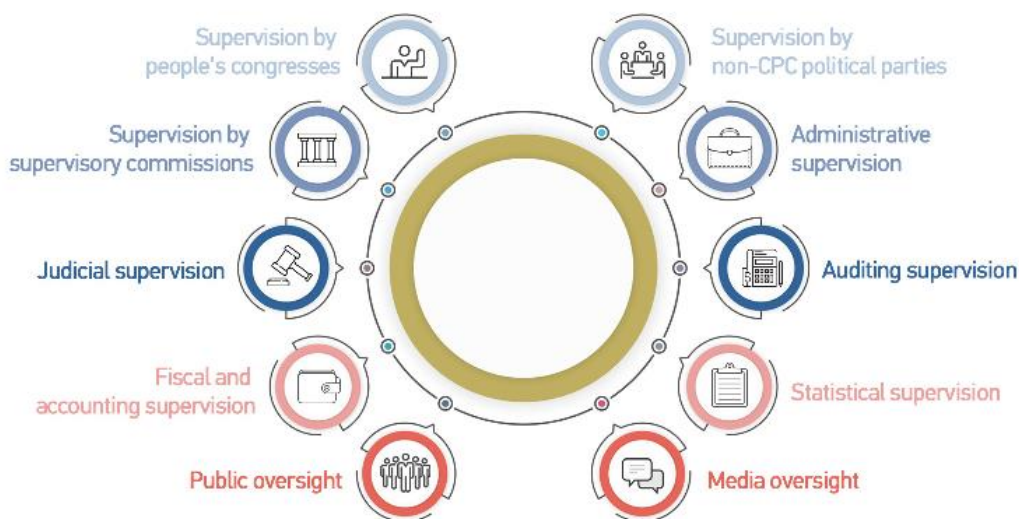 Supervision by
people's congresses
Supervision by
non-CPC political parties
Supervision by
supervisory commissions
Administrative
supervision
Judicial supervision
Auditing supervision
Fiscal and
accounting supervision
Statistical supervision
Public oversight
Media oversight